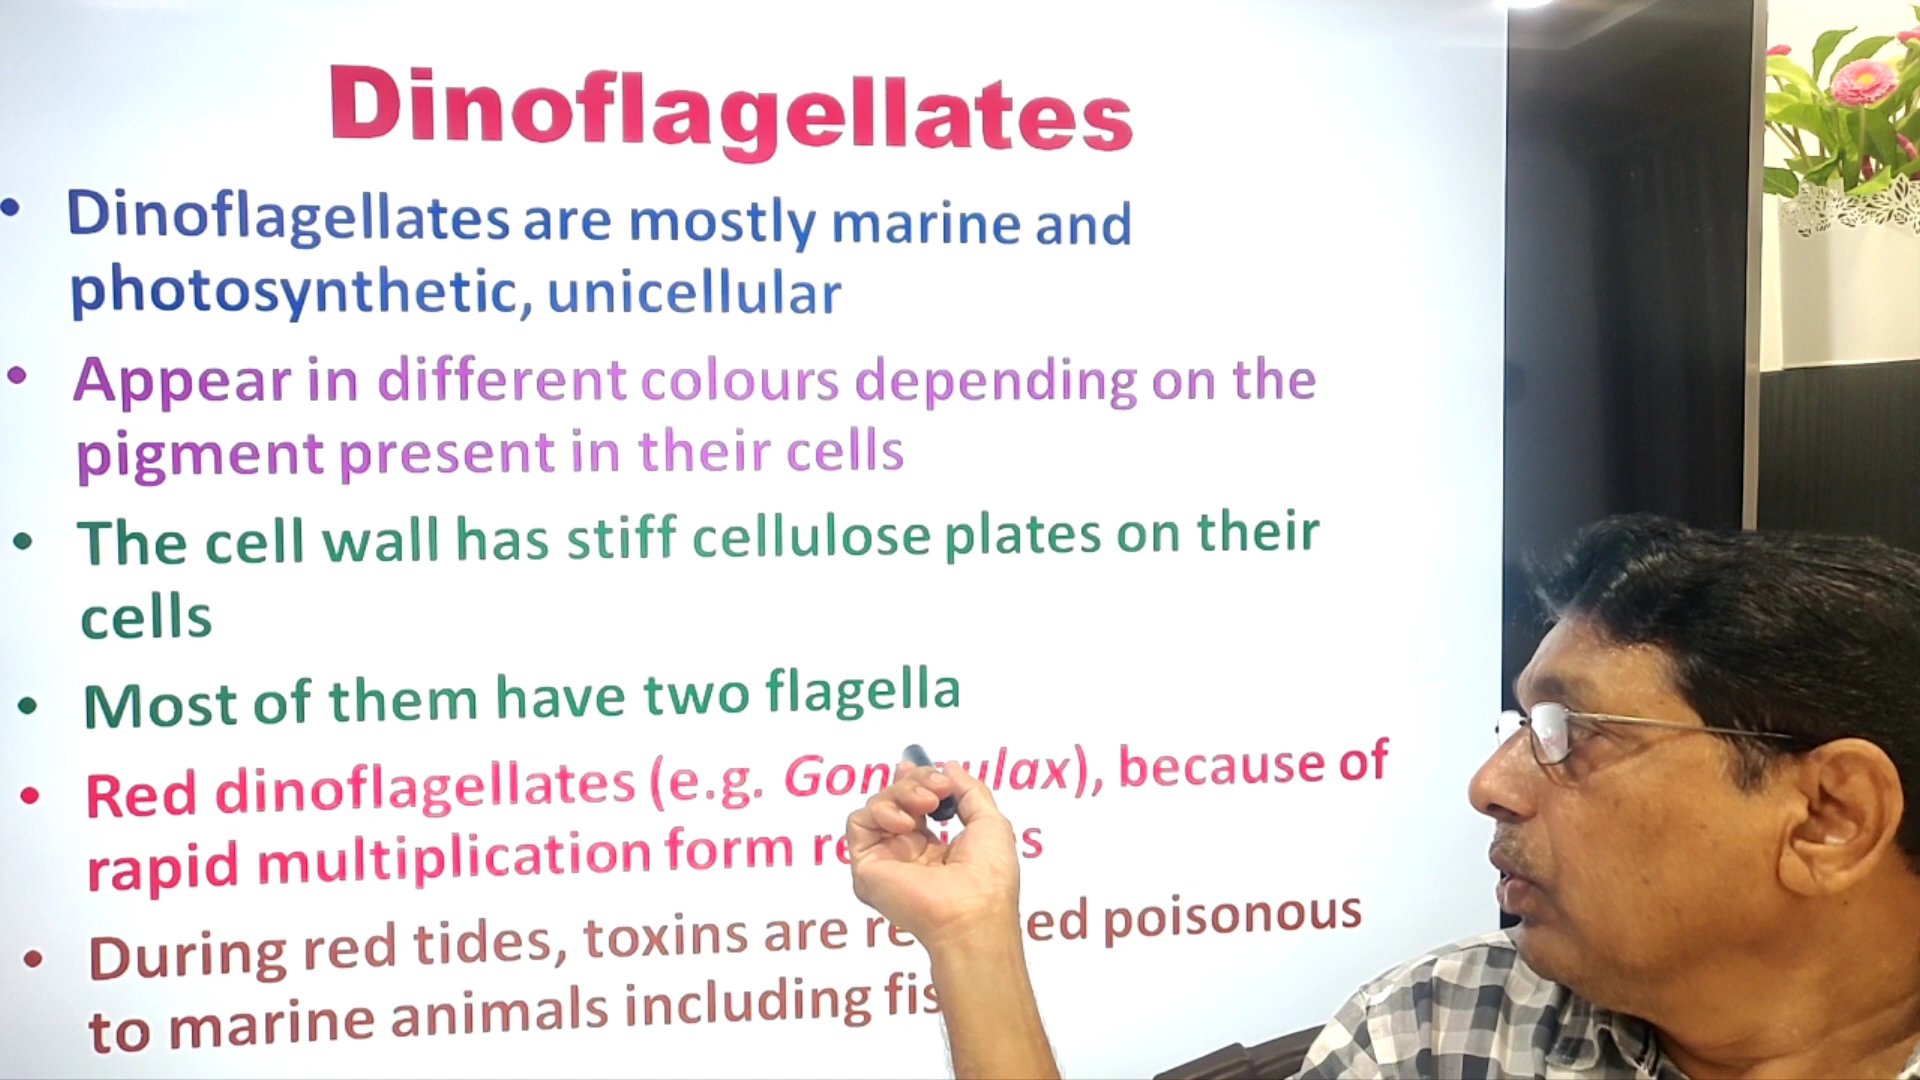 Dinoflagellates
• Dinoflagellates are mostly marine and
photosynthetic, unicellular
• Appear in different colours depending on the
pigment present in their cells
• The cell wall has stiff cellulose plates on their
cells
• Most of them have two flagella
• Red dinoflagellates (e.g. because of
rapid multiplication form
• During red tides, toxins are poisonous
to marine animals including